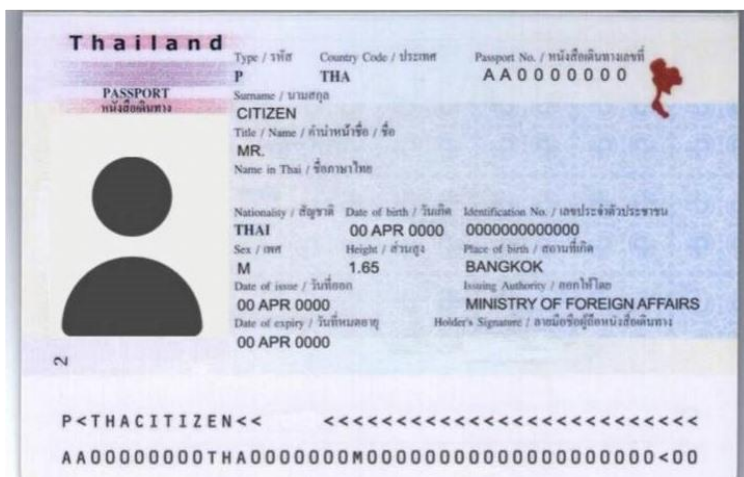 Thailand
PASSPORT
หนังสือเดินทาง
Type / รหัส Country Code / ประเทศ Passport No. / หนังสือเดินทางเลขที่
P THA AA0000000
Surname / นามสกุล
CITIZEN
Title / Name / คำนำหน้าชื่อ / ชื่อ
MR.
Name in Thai / ชื่อภาษาไทย
Nationality / สัญชาติ Date of birth / วันเกิด Identification No. / เลขประจำตัวประชาชน
THAI 00 APR 0000 0000000000000
Sex / เพศ Height / ส่วนสูง Place of birth / สถานที่เกิด
M 1.65 BANGKOK
Date of issue / วันที่ออก Issuing Authority / ออกให้โดย
00 APR 0000 MINISTRY OF FOREIGN AFFAIRS
Date of expiry / วันที่หมดอายุ Holder's Signature / ลายมือชื่อผู้ถือหนังสือเดินทาง
00 APR 0000
2
P<THACITIZEN<< <<<<<<<<<<<<<<<<<<<<<<<<<<<
AA00000000THA0000000M0000000000000000000000<00